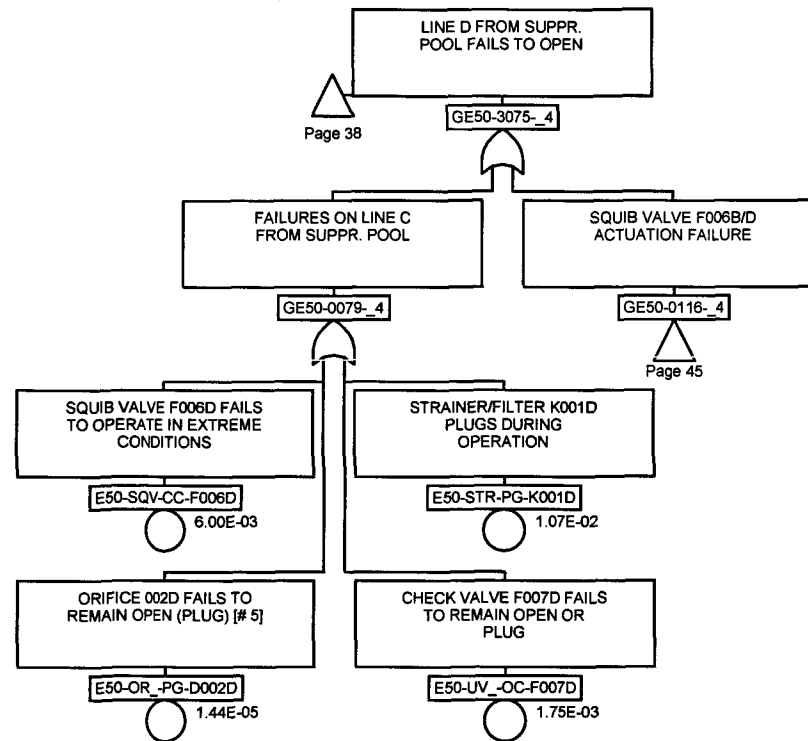 LINE D FROM SUPPR.
POOL FAILS TO OPEN
Page 38
GE50-3075-_4
FAILURES ON LINE C
FROM SUPPR. POOL
SQUIB VALVE F006B/D
ACTUATION FAILURE
GE50-0079-_4
GE50-0116-_4
Page 45
SQUIB VALVE F006D FAILS
TO OPERATE IN EXTREME
CONDITIONS
STRAINER/FILTER K001D
PLUGS DURING
OPERATION
E50-SQV-CC-F006D
E50-STR-PG-K001D
6.00E-03
1.07E-02
ORIFICE 002D FAILS TO
REMAIN OPEN (PLUG) [# 5]
CHECK VALVE F007D FAILS
TO REMAIN OPEN OR
PLUG
E50-OR_-PG-D002D
E50-UV_-OC-F007D
1.44E-05
1.75E-03